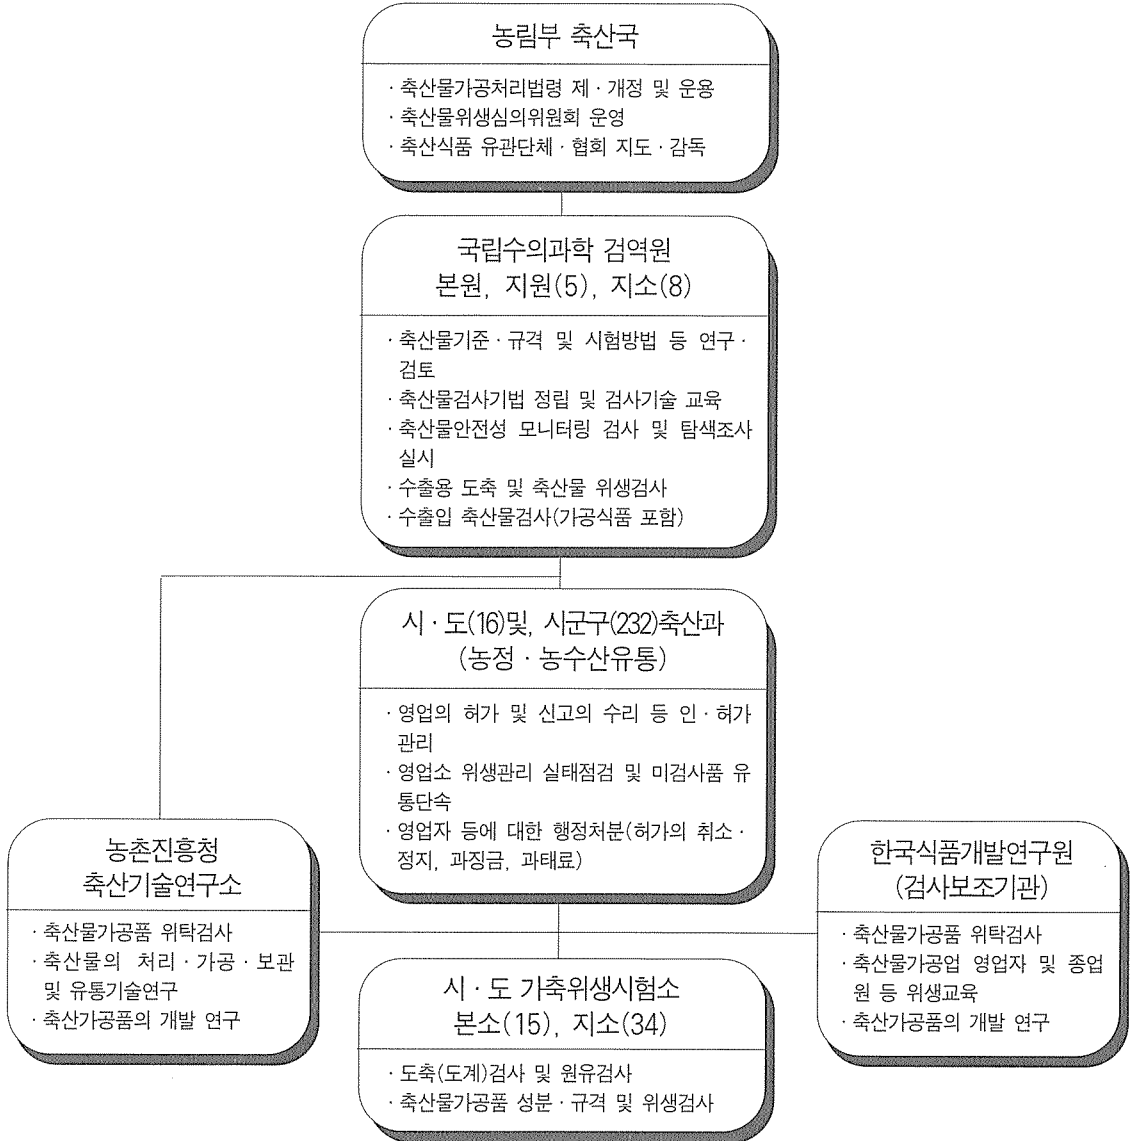 농림부 축산국
· 축산물가공처리법령 제 · 개정 및 운용
· 축산물위생심의위원회 운영
· 축산식품 유관단체 · 협회 지도 · 감독
국립수의과학 검역원
본원, 지원(5), 지소(8)
· 축산물기준 · 규격 및 시험방법 등 연구 ·
검토
· 축산물검사기법 정립 및 검사기술 교육
· 축산물안전성 모니터링 검사 및 탐색조사
실시
· 수출용 도축 및 축산물 위생검사
· 수출입 축산물검사(가공식품 포함)
시 · 도(16)및, 시군구(232)축산과
(농정 · 농수산유통)
· 영업의 허가 및 신고의 수리 등 인 · 허가
관리
· 영업소 위생관리 실태점검 및 미검사품 유
통단속
· 영업자 등에 대한 행정처분(허가의 취소 ·
정지, 과징금, 과태료)
농촌진흥청
축산기술연구소
· 축산물가공품 위탁검사
· 축산물의 처리 · 가공 · 보관
및 유통기술연구
· 축산가공품의 개발 연구
한국식품개발연구원
(검사보조기관)
· 축산물가공품 위탁검사
· 축산물가공업 영업자 및 종업
원 등 위생교육
· 축산가공품의 개발 연구
시 · 도 가축위생시험소
본소(15), 지소(34)
· 도축(도계)검사 및 원유검사
· 축산물가공품 성분 · 규격 및 위생검사